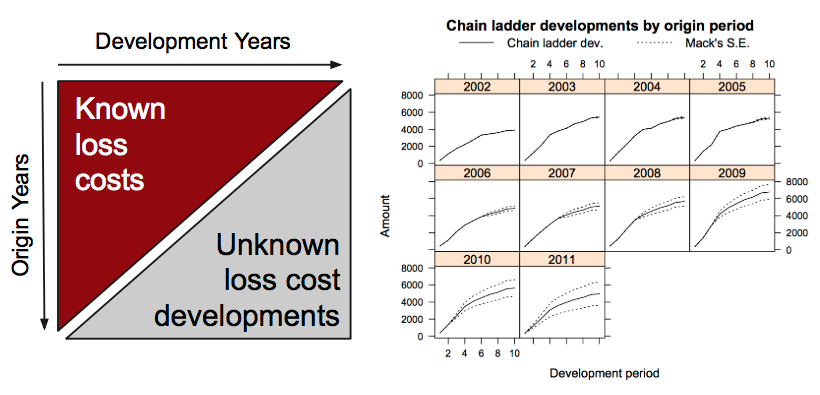 Development Years
Origin Years
Known
loss
costs
Unknown
loss cost
developments
Chain ladder developments by origin period
Chain ladder dev. Mack's S.E.
2 4 6 8 10 2 4 6 8 10
2002 2003 2004 2005
8000
6000
4000
2000
0
2006 2007 2008 2009
8000
6000
4000
2000
0
2010 2011
8000
6000
4000
2000
0
2 4 6 8 10 2 4 6 8 10
Amount
Development period